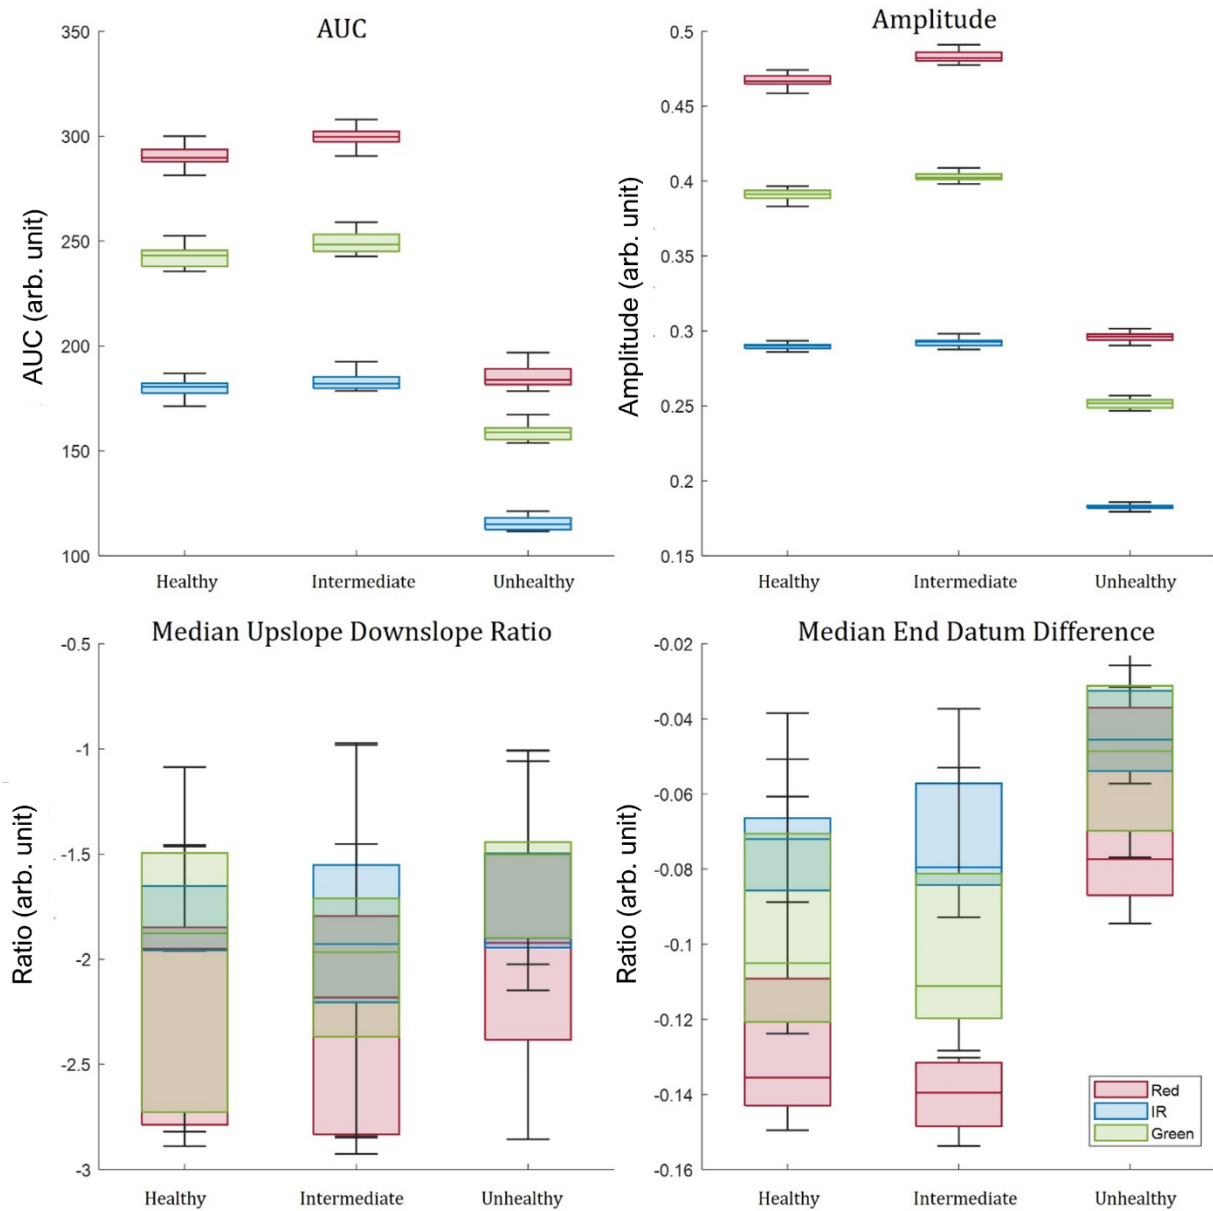 AUC
AUC (arb. unit)
350
300
250
200
150
100
Healthy
Intermediate
Unhealthy
Amplitude
Amplitude (arb. unit)
0.5
0.45
0.4
0.35
0.3
0.25
0.2
0.15
Healthy
Intermediate
Unhealthy
Median Upslope Downslope Ratio
Ratio (arb. unit)
-0.5
-1
-1.5
-2
-2.5
-3
Healthy
Intermediate
Unhealthy
Median End Datum Difference
Ratio (arb. unit)
-0.02
-0.04
-0.06
-0.08
-0.1
-0.12
-0.14
-0.16
Healthy
Intermediate
Unhealthy
Red
IR
Green